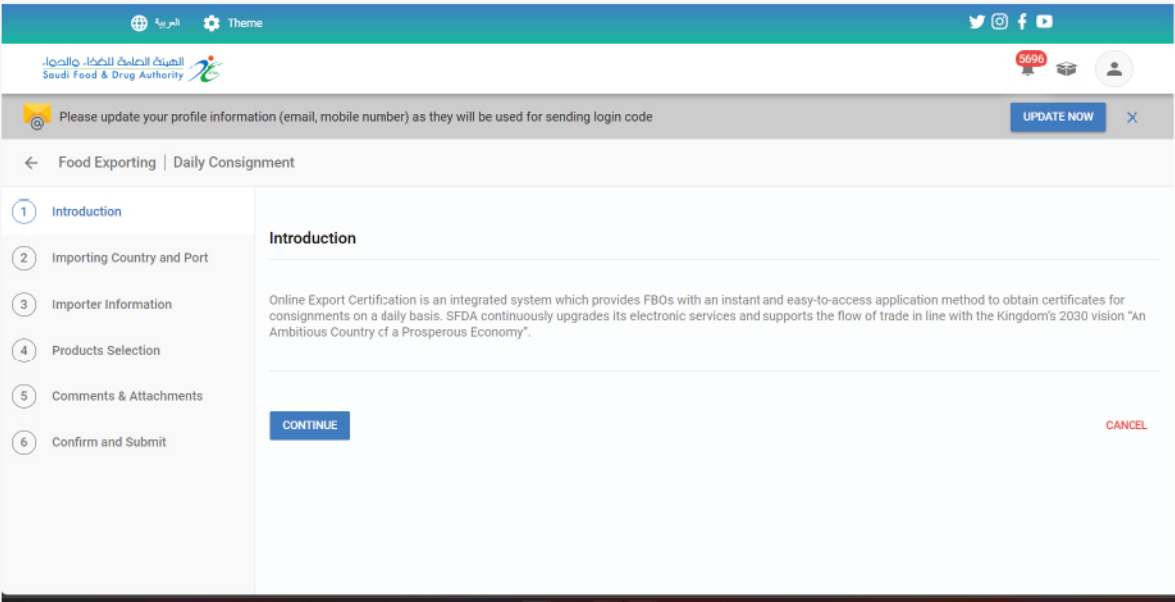 العربية
Theme
الهيئة العامة للغذاء والدواء
Saudi Food & Drug Authority
5696
Please update your profile information (email, mobile number) as they will be used for sending login code
UPDATE NOW
Food Exporting | Daily Consignment
1 Introduction
2 Importing Country and Port
3 Importer Information
4 Products Selection
5 Comments & Attachments
6 Confirm and Submit
Introduction
Online Export Certification is an integrated system which provides FBOs with an instant and easy-to-access application method to obtain certificates for
consignments on a daily basis. SFDA continuously upgrades its electronic services and supports the flow of trade in line with the Kingdom's 2030 vision “An
Ambitious Country of a Prosperous Economy”.
CONTINUE
CANCEL